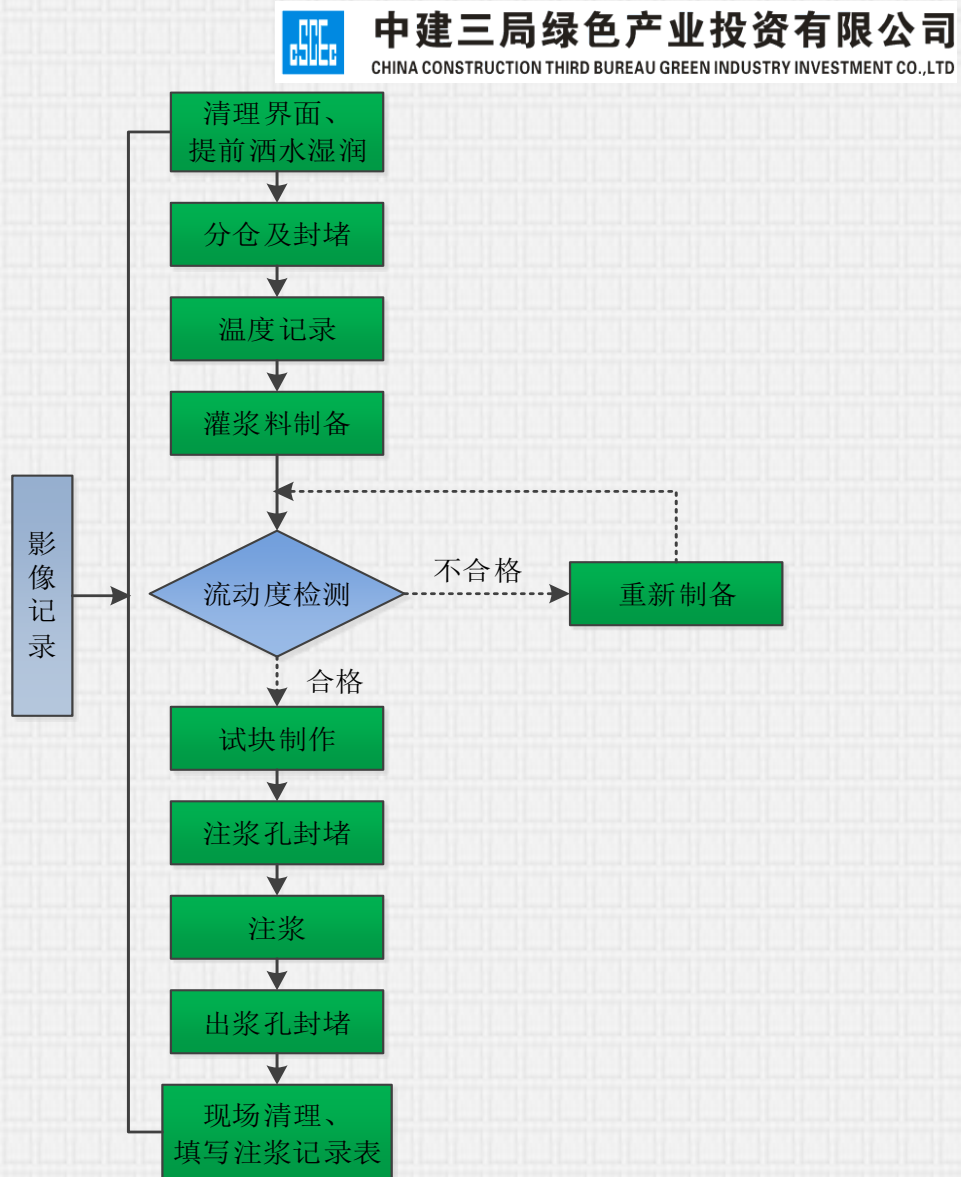 CSCEC
中建三局绿色产业投资有限公司
CHINA CONSTRUCTION THIRD BUREAU GREEN INDUSTRY INVESTMENT CO.,LTD
清理界面、
提前洒水湿润
分仓及封堵
温度记录
灌浆料制备
影像记录
流动度检测
不合格
重新制备
合格
试块制作
注浆孔封堵
注浆
出浆孔封堵
现场清理、
填写注浆记录表